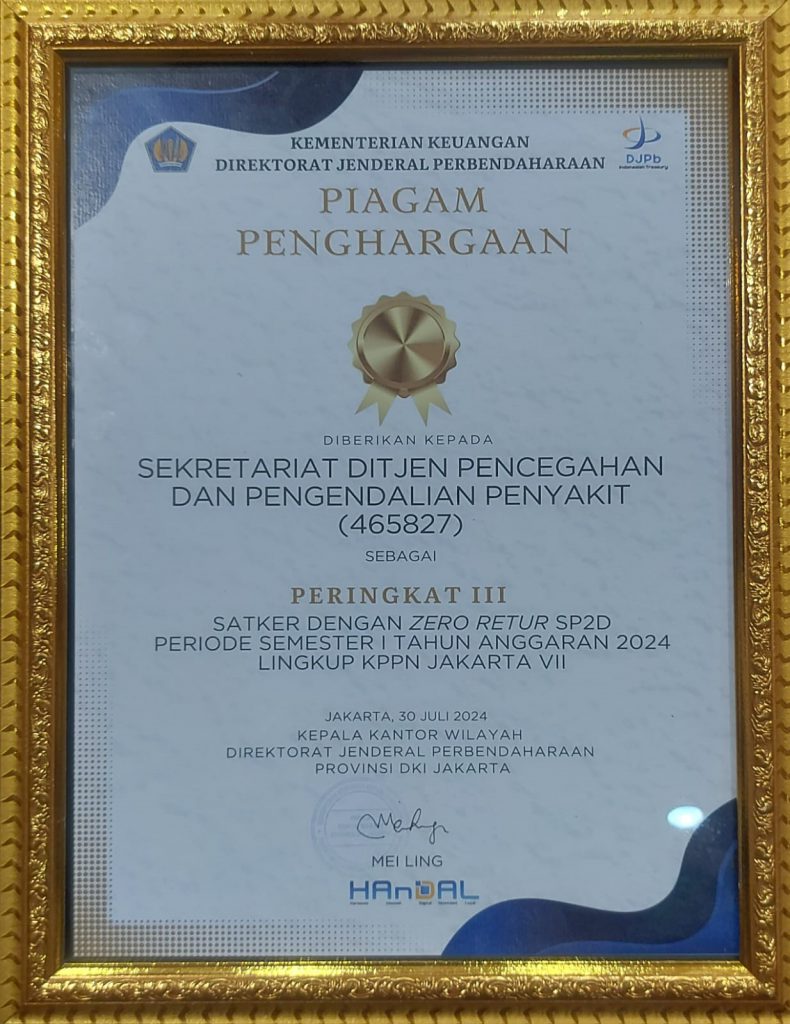 KEMENTERIAN KEUANGAN
DIREKTORAT JENDERAL PERBENDAHARAAN
DJPb
Indonesian Treasury
PIAGAM
PENGHARGAAN
DIBERIKAN KEPADA
SEKRETARIAT DITJEN PENCEGAHAN
DAN PENGENDALIAN PENYAKIT
(465827)
SEBAGAI
PERINGKAT III
SATKER DENGAN ZERO RETUR SP2D
PERIODE SEMESTER I TAHUN ANGGARAN 2024
LINGKUP KPPN JAKARTA VII
JAKARTA, 30 JULI 2024
KEPALA KANTOR WILAYAH
DIREKTORAT JENDERAL PERBENDAHARAAN
PROVINSI DKI JAKARTA
MEI LING
HAnDAL